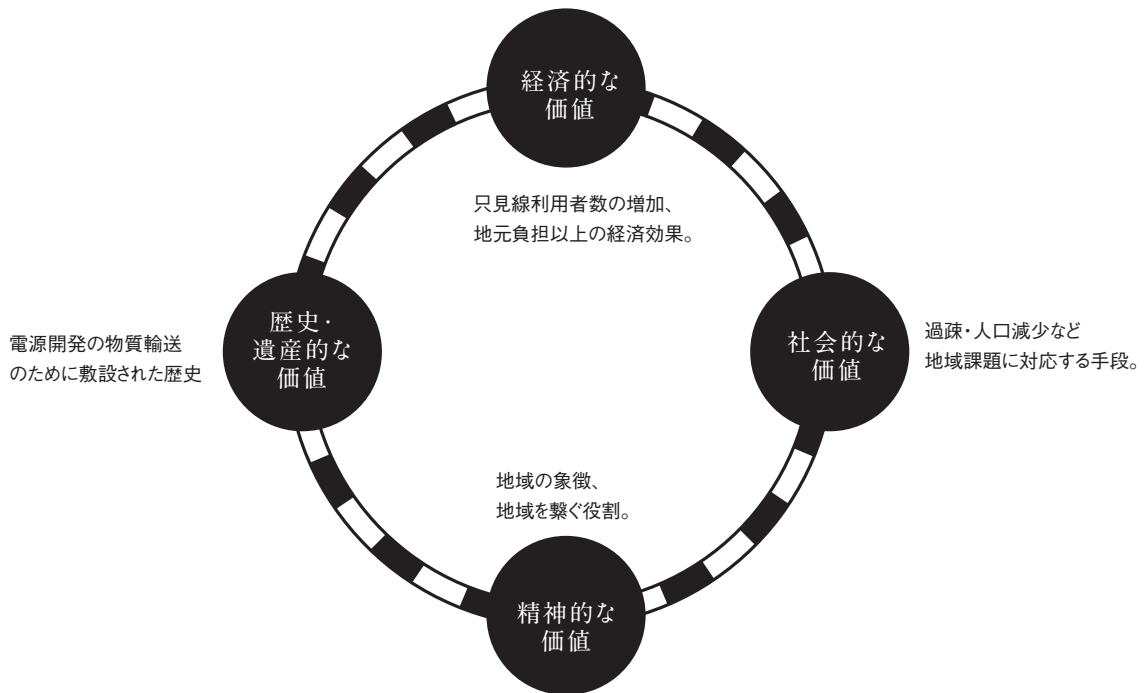 経済的な
価値
只見線利用者数の増加、
地元負担以上の経済効果。
歴史・
遺産的な
価値
電源開発の物質輸送
のために敷設された歴史
社会的な
価値
過疎・人口減少など
地域課題に対応する手段。
地域の象徴、
地域を繋ぐ役割。
精神的な
価値